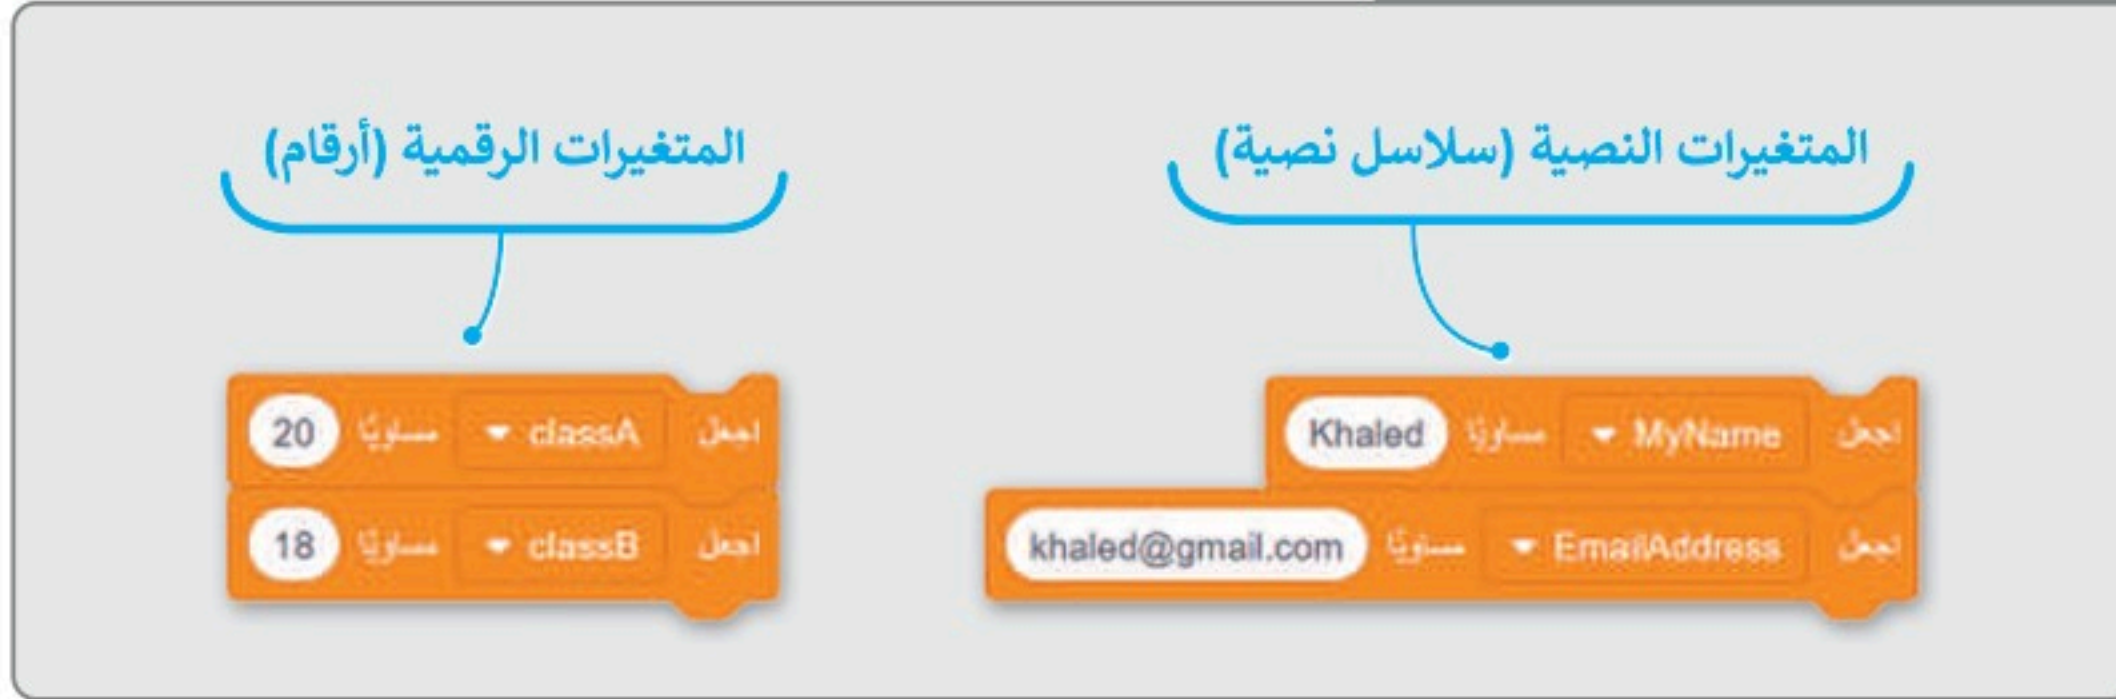 المتغيرات النصية (سلاسل نصية)
اجعل MyName مساويًا Khaled
اجعل EmailAddress مساويًا khaled@gmail.com
المتغيرات الرقمية (أرقام)
اجعل classA مساويًا 20
اجعل classB مساويًا 18